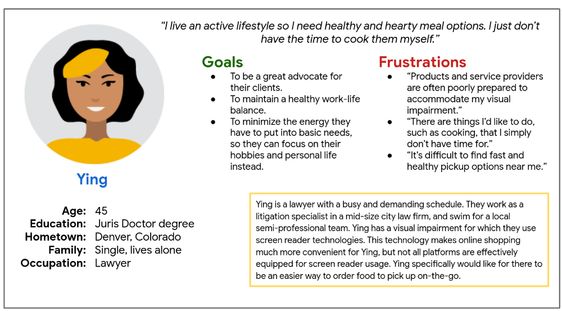 “I live an active lifestyle so I need healthy and hearty meal options. I just don’t
have the time to cook them myself.”
Goals
● To be a great advocate for
their clients.
● To maintain a healthy work-life
balance.
● To minimize the energy they
have to put into basic needs,
so they can focus on their
hobbies and personal life
instead.
Frustrations
● “Products and service providers
are often poorly prepared to
accommodate my visual
impairment.”
● “There are things I’d like to do,
such as cooking, that I simply
don’t have time for.”
● “It’s difficult to find fast and
healthy pickup options near me.”
Ying
Age: 45
Education: Juris Doctor degree
Hometown: Denver, Colorado
Family: Single, lives alone
Occupation: Lawyer
Ying is a lawyer with a busy and demanding schedule. They work as a
litigation specialist in a mid-size city law firm, and swim for a local
semi-professional team. Ying has a visual impairment for which they use
screen reader technologies. This technology makes online shopping
much more convenient for Ying, but not all platforms are effectively
equipped for screen reader usage. Ying specifically would like for there to
be an easier way to order food to pick up on-the-go.